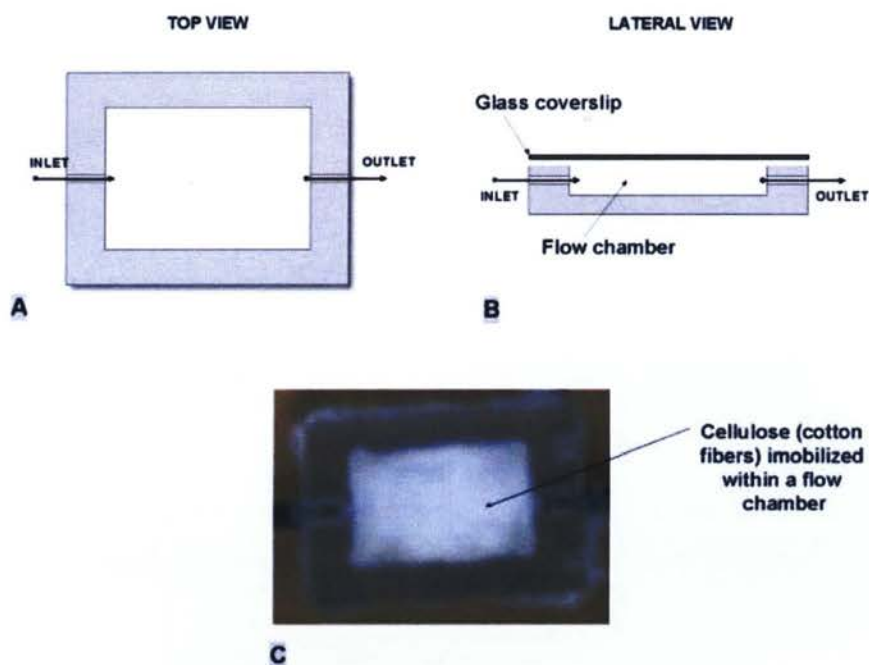 TOP VIEW
LATERAL VIEW
Glass coverslip
INLET
OUTLET
INLET
OUTLET
Flow chamber
A
B
Cellulose (cotton
fibers) imobilized
within a flow
chamber
C